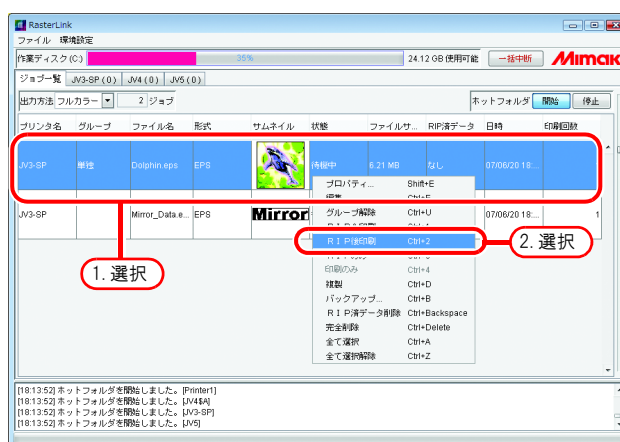 RasterLink
ファイル 環境設定
作業ディスク(C:) 35% 24.12 GB 使用可能 一括中断 Mimaki
ジョブ一覧 JV3-SP ( 0 ) JV4 ( 0 ) JV5 ( 0 )
出力方法 フルカラー 2 ジョブ ホットフォルダ 開始 停止
プリンタ名 グループ ファイル名 形式 サムネイル 状態 ファイルサ... RIP済データ 日時 印刷回数
JV3-SP 単独 Dolphin.eps EPS 待機中 6.21 MB なし 07/06/20 18:...
プロパティ... Shift+E
JV3-SP Mirror_Data.e... EPS Mirror 07/06/20 18:... 1
グループ解除 Ctrl+U
ＲＩＰ後印刷 Ctrl+2
1. 選択
2. 選択
印刷のみ Ctrl+4
複製 Ctrl+D
バックアップ... Ctrl+B
ＲＩＰ済データ削除 Ctrl+Backspace
完全削除 Ctrl+Delete
全て選択 Ctrl+A
全て選択解除 Ctrl+Z
[18:13:52] ホットフォルダを開始しました。 [Printer1]
[18:13:52] ホットフォルダを開始しました。 [JV4$A]
[18:13:52] ホットフォルダを開始しました。 [JV3-SP]
[18:13:52] ホットフォルダを開始しました。 [JV5]